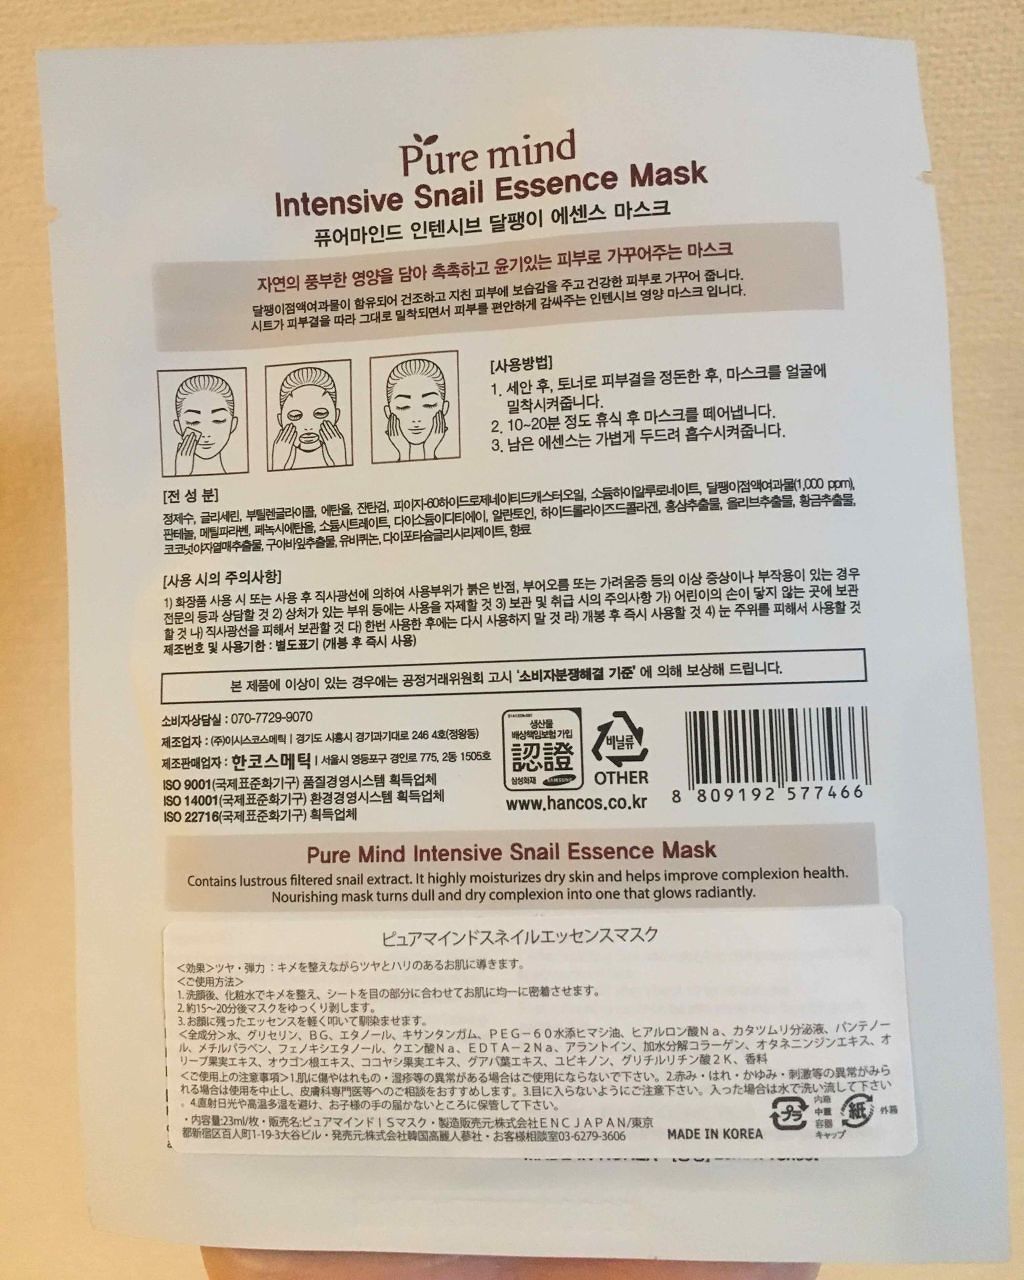 Pure mind
Intensive Snail Essence Mask
퓨어마인드 인텐시브 달팽이 에센스 마스크
자연의 풍부한 영양을 담아 촉촉하고 윤기있는 피부로 가꾸어주는 마스크
달팽이점액여과물이 함유되어 건조하고 지친 피부에 보습감을 주고 건강한 피부로 가꾸어 줍니다.
시트가 피부결을 따라 그대로 밀착되면서 피부를 편안하게 감싸주는 인텐시브 영양 마스크 입니다.
[사용방법]
1. 세안 후, 토너로 피부결을 정돈한 후, 마스크를 얼굴에
밀착시켜줍니다.
2. 10~20분 정도 휴식 후 마스크를 떼어냅니다.
3. 남은 에센스는 가볍게 두드려 흡수시켜줍니다.
[전 성 분]
정제수, 글리세린, 부틸렌글라이콜, 에탄올, 잔탄검, 피이지-60하이드로제네이티드캐스터오일, 소듐하이알루로네이트, 달팽이점액여과물(1,000 ppm),
판테놀, 메틸파라벤, 페녹시에탄올, 소듐시트레이트, 다이소듐이디티에이, 알란토인, 하이드롤라이즈드콜라겐, 홍삼추출물, 올리브추출물, 황금추출물,
코코넛야자열매추출물, 구아바잎추출물, 유비퀴논, 다이포타슘글리시리제이트, 향료
[사용 시의 주의사항]
1) 화장품 사용 시 또는 사용 후 직사광선에 의하여 사용부위가 붉은 반점, 부어오름 또는 가려움증 등의 이상 증상이나 부작용이 있는 경우
전문의 등과 상담할 것 2) 상처가 있는 부위 등에는 사용을 자제할 것 3) 보관 및 취급 시의 주의사항 가) 어린이의 손이 닿지 않는 곳에 보관
할 것 나) 직사광선을 피해서 보관할 것 다) 한번 사용한 후에는 다시 사용하지 말 것 라) 개봉 후 즉시 사용할 것 4) 눈 주위를 피해서 사용할 것
제조번호 및 사용기한 : 별도표기 (개봉 후 즉시 사용)
본 제품에 이상이 있는 경우에는 공정거래위원회 고시 '소비자분쟁해결 기준' 에 의해 보상해 드립니다.
소비자상담실 : 070-7729-9070
제조업자 : (주)이시스코스메틱 | 경기도 시흥시 경기과기대로 246 4호(정왕동)
제조판매업자 : 한코스메틱 | 서울시 영등포구 경인로 775, 2동 1505호
ISO 9001(국제표준화기구) 품질경영시스템 획득업체
ISO 14001(국제표준화기구) 환경경영시스템 획득업체
ISO 22716(국제표준화기구) 획득업체
생산물
배상책임보험 가입
認證
삼성화재 SAMSUNG
비닐류
OTHER
www.hancos.co.kr
8 809192 577466
Pure Mind Intensive Snail Essence Mask
Contains lustrous filtered snail extract. It highly moisturizes dry skin and helps improve complexion health.
Nourishing mask turns dull and dry complexion into one that glows radiantly.
ピュアマインドスネイルエッセンスマスク
＜効果＞ツヤ・弾力：キメを整えながらツヤとハリのあるお肌に導きます。
＜ご使用方法＞
1.洗顔後、化粧水でキメを整え、シートを目の部分に合わせてお肌に均一に密着させます。
2.約15～20分後マスクをゆっくり剥します。
3.お顔に残ったエッセンスを軽く叩いて馴染ませます。
＜全成分＞水、グリセリン、ＢＧ、エタノール、キサンタンガム、ＰＥＧ－６０水添ヒマシ油、ヒアルロン酸Ｎａ、カタツムリ分泌液、パンテノー
ル、メチルパラベン、フェノキシエタノール、クエン酸Ｎａ、ＥＤＴＡ－２Ｎａ、アラントイン、加水分解コラーゲン、オタネニンジンエキス、オ
リーブ果実エキス、オウゴン根エキス、ココヤシ果実エキス、グアバ葉エキス、ユビキノン、グリチルリチン酸２Ｋ、香料
＜ご使用上の注意事項＞1.肌に傷やはれもの・湿疹等の異常がある場合はご使用にならないで下さい。2.赤み・はれ・かゆみ・刺激等の異常がみら
れる場合は使用を中止し、皮膚科専門医等へのご相談をおすすめします。3.目に入らないようにご注意下さい。入った場合は水で洗い流して下さい
。4.直射日光や高温多湿を避け、お子様の手の届かないところに保管して下さい。
・内容量:23ml/枚・販売名:ピュアマインドＩＳマスク・製造販売元:株式会社ＥＮＣＪＡＰＡＮ/東京
都新宿区百人町1-19-3大谷ビル・発売元:株式会社韓国高麗人蔘社・お客様相談室03-6279-3606
MADE IN KOREA
プラ
内袋
中蓋
容器
キャップ
紙
外箱